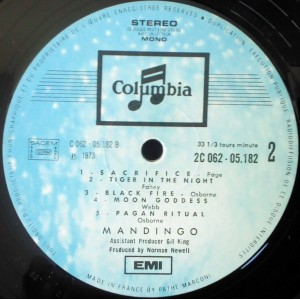 STEREO
MONO
Columbia
SACEM
C 062 - 05.182 B
℗ 1973
33 1/3 tours minute
2C 062 - 05.182
2
1 - SACRIFICE - Page
2 - TIGER IN THE NIGHT
Fahey
3 - BLACK FIRE - Osborne
4 - MOON GODDESS
Webb
5 - PAGAN RITUAL
Osborne
MANDINGO
Assistant Producer Gil King
Produced by Norman Newell
EMI
MADE IN FRANCE BY PATHE MARCONI